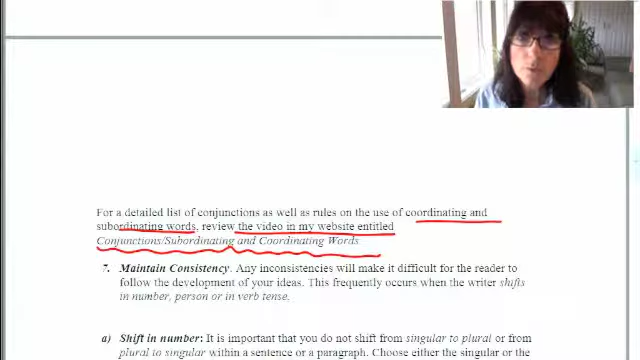 For a detailed list of conjunctions as well as rules on the use of coordinating and
subordinating words, review the video in my website entitled
Conjunctions/Subordinating and Coordinating Words
7. Maintain Consistency. Any inconsistencies will make it difficult for the reader to
follow the development of your ideas. This frequently occurs when the writer shifts
in number, person or in verb tense.
a) Shift in number: It is important that you do not shift from singular to plural or from
plural to singular within a sentence or a paragraph. Choose either the singular or the